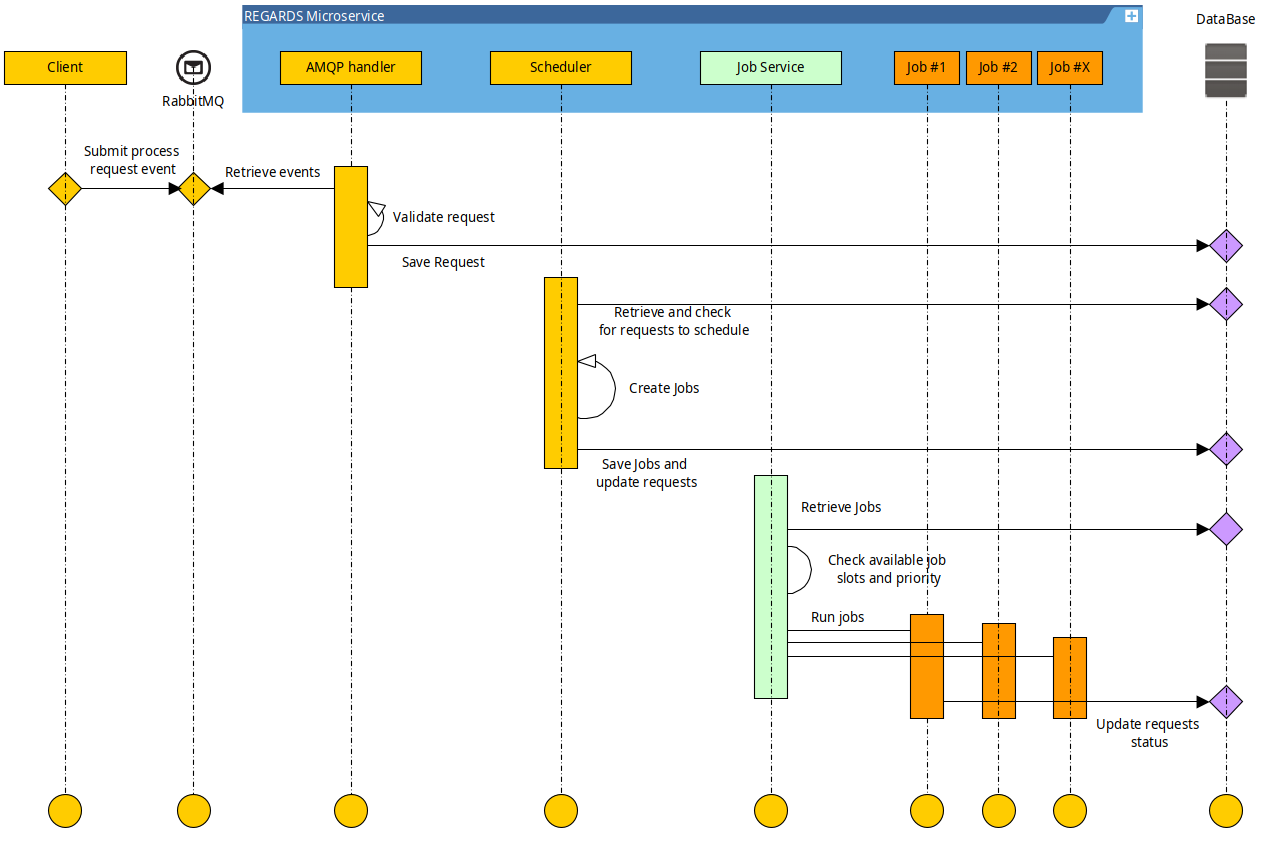 REGARDS Microservice
DataBase
Client
AMQP handler
Scheduler
Job Service
Job #1
Job #2
Job #X
RabbitMQ
Submit process
request event
Retrieve events
Validate request
Save Request
Retrieve and check
for requests to schedule
Create Jobs
Save Jobs and
update requests
Retrieve Jobs
Check available job
slots and priority
Run jobs
Update requests
status